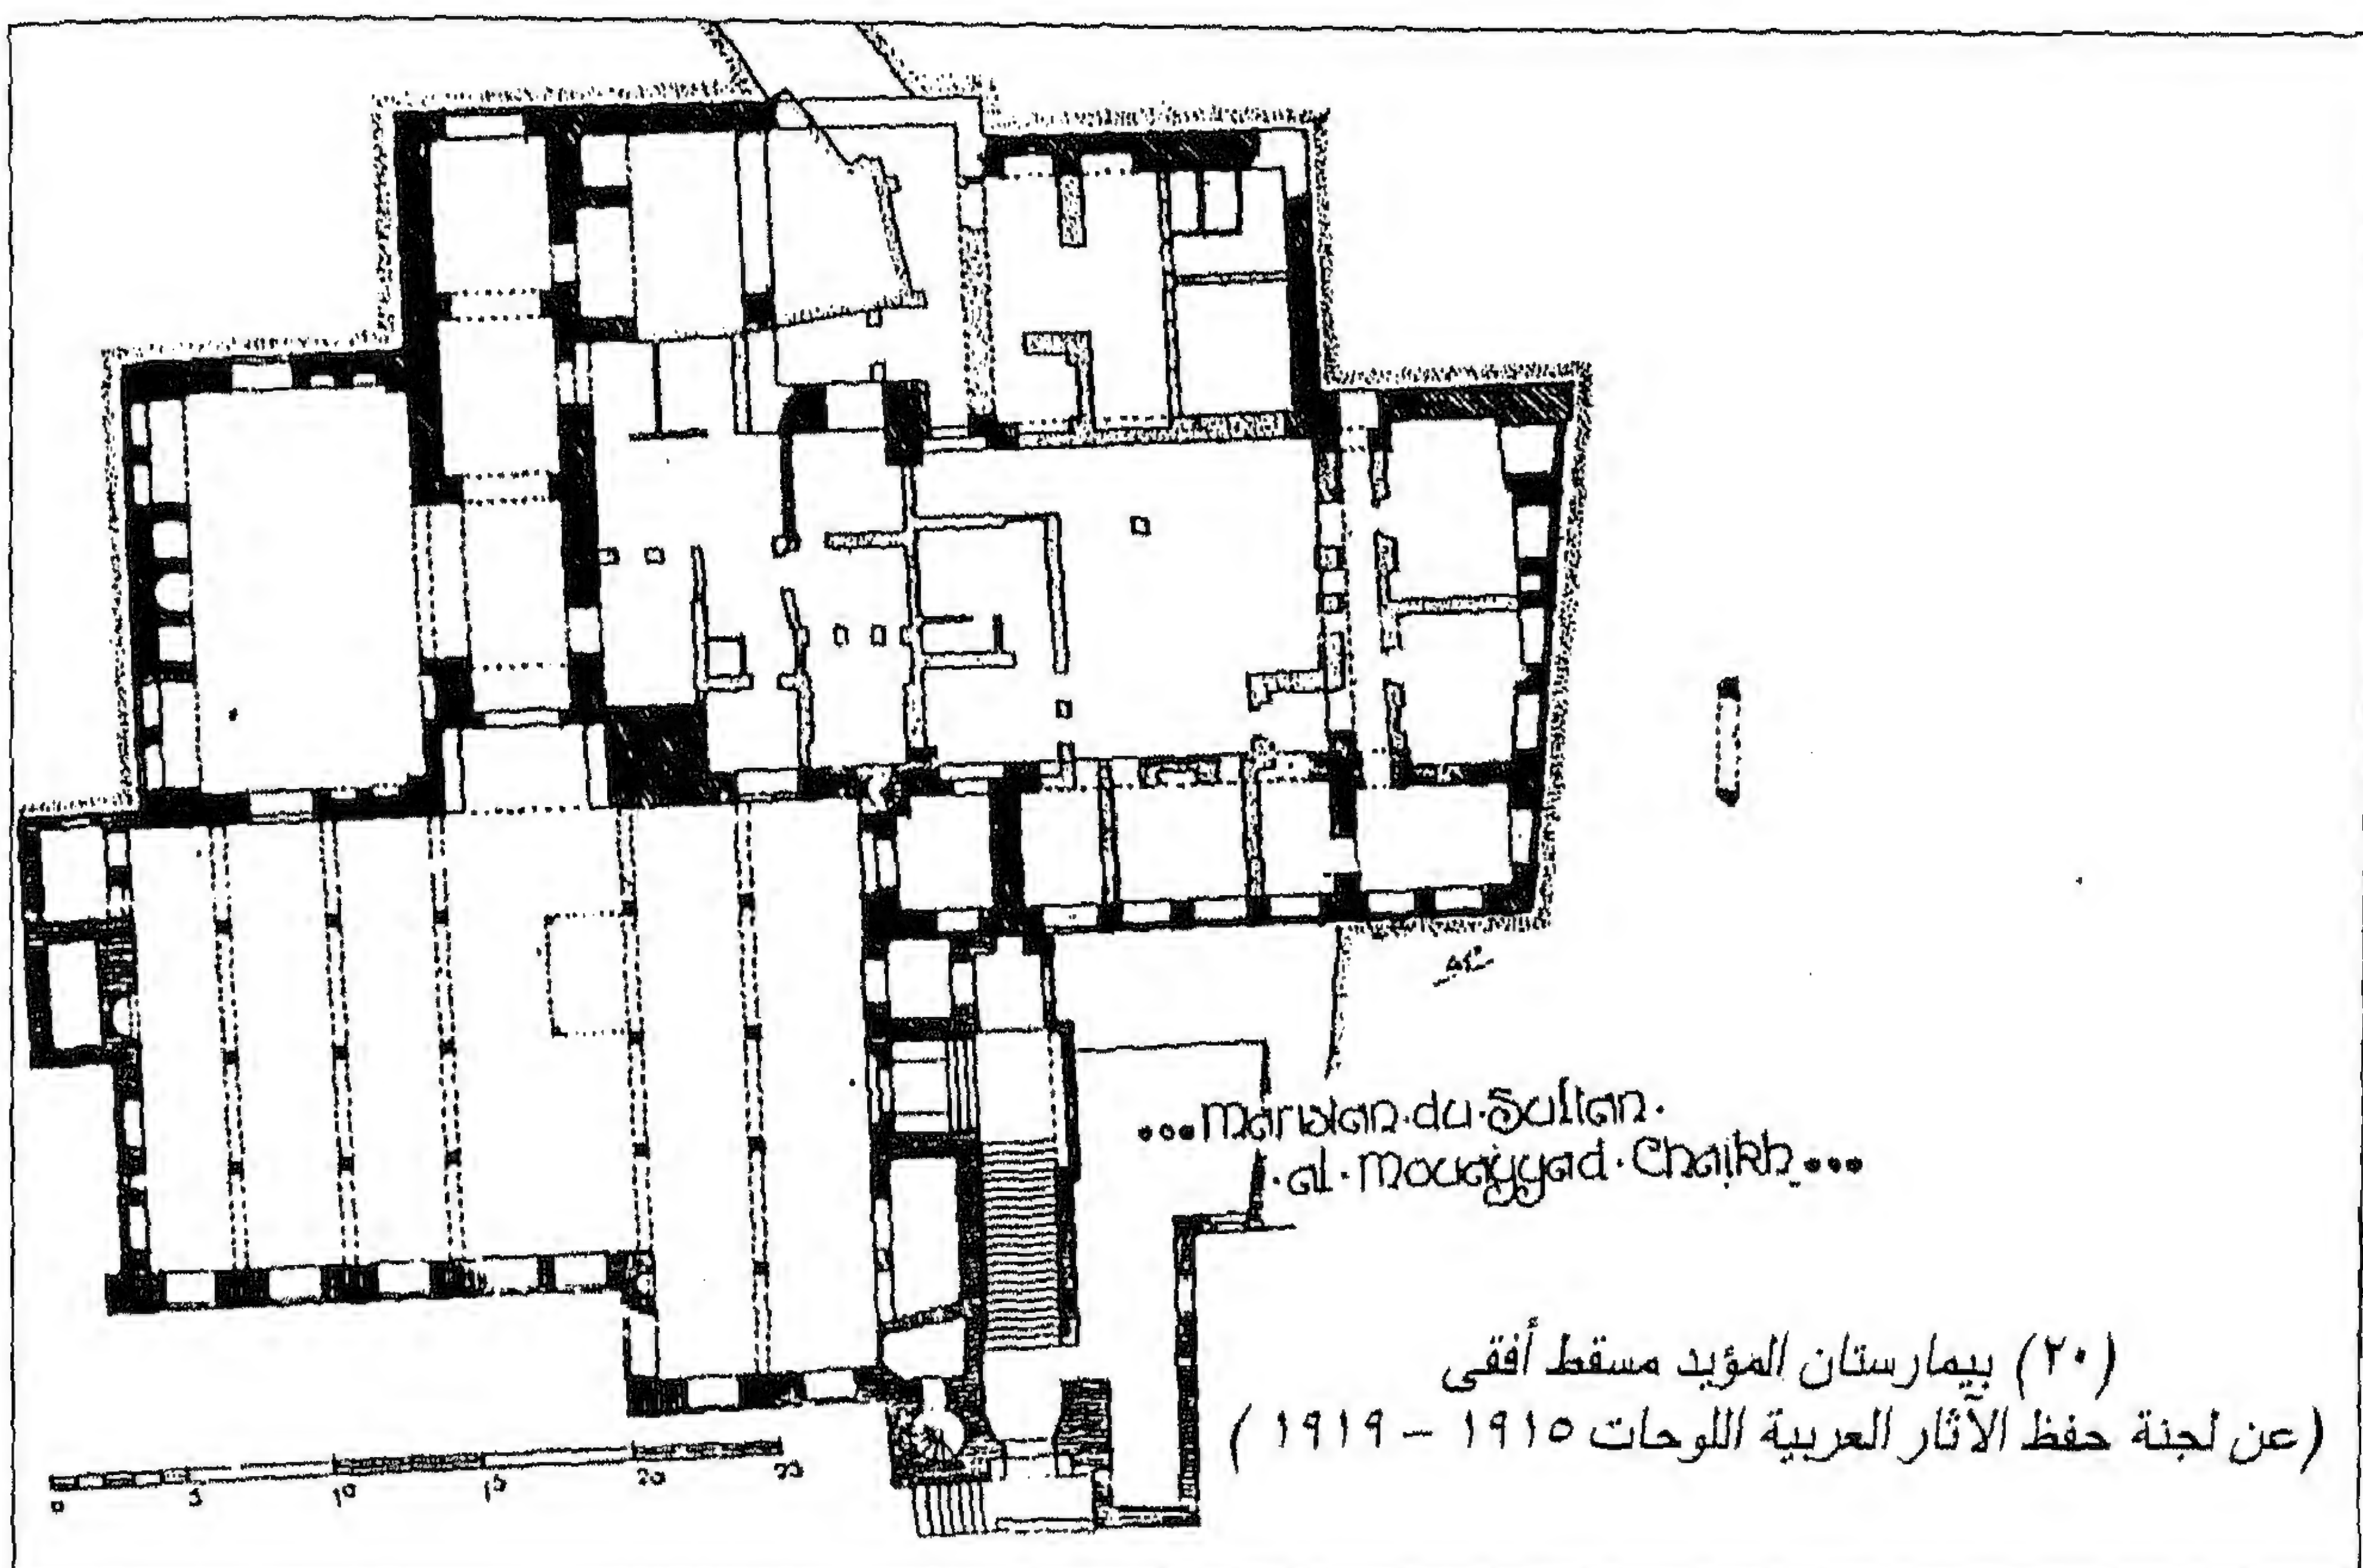 ...Maristan.du.Sultan.
.al.Mouayyad.Chaikh...
(٢٠) بيمارستان المؤيد مسقط أفقى
(عن لجنة حفظ الآثار العربية اللوحات ١٩١٥ – ١٩١٩)
0 5 10 15 20